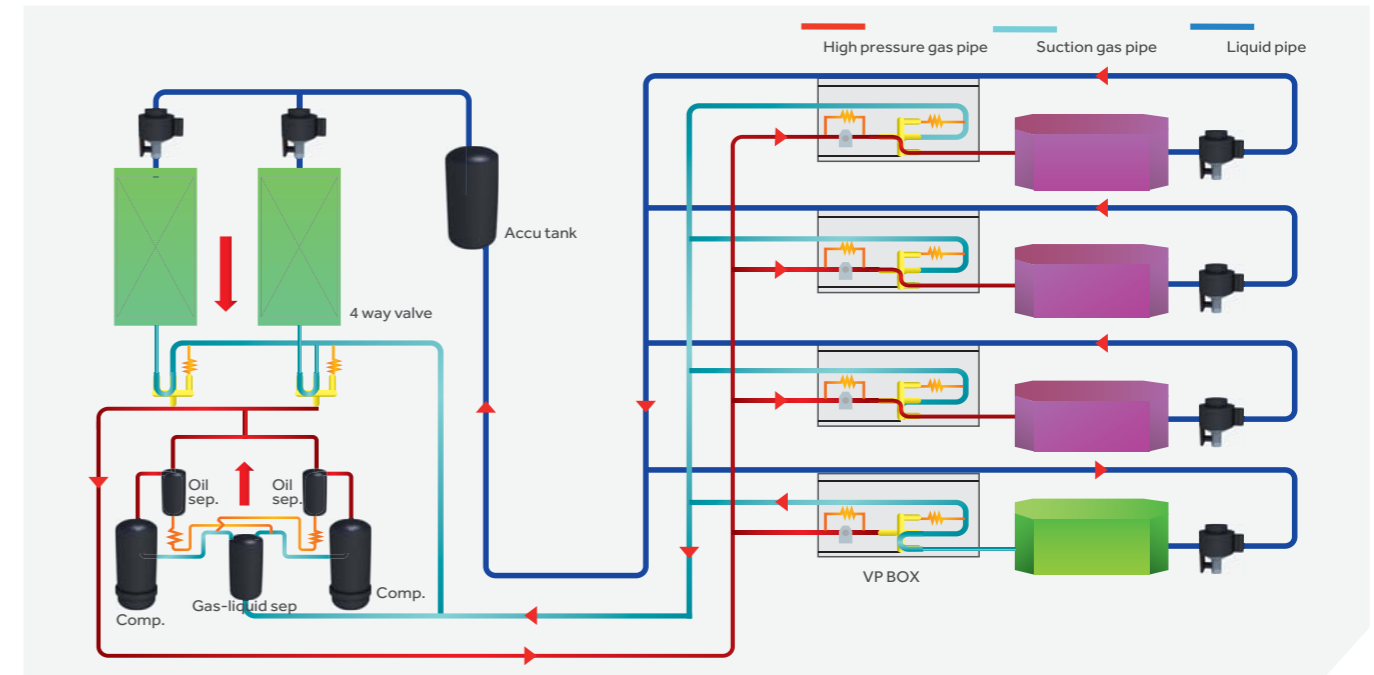 High pressure gas pipe
Suction gas pipe
Liquid pipe
Accu tank
4 way valve
Oil
sep.
Oil
sep.
Comp.
Gas-liquid sep
Comp.
VP BOX